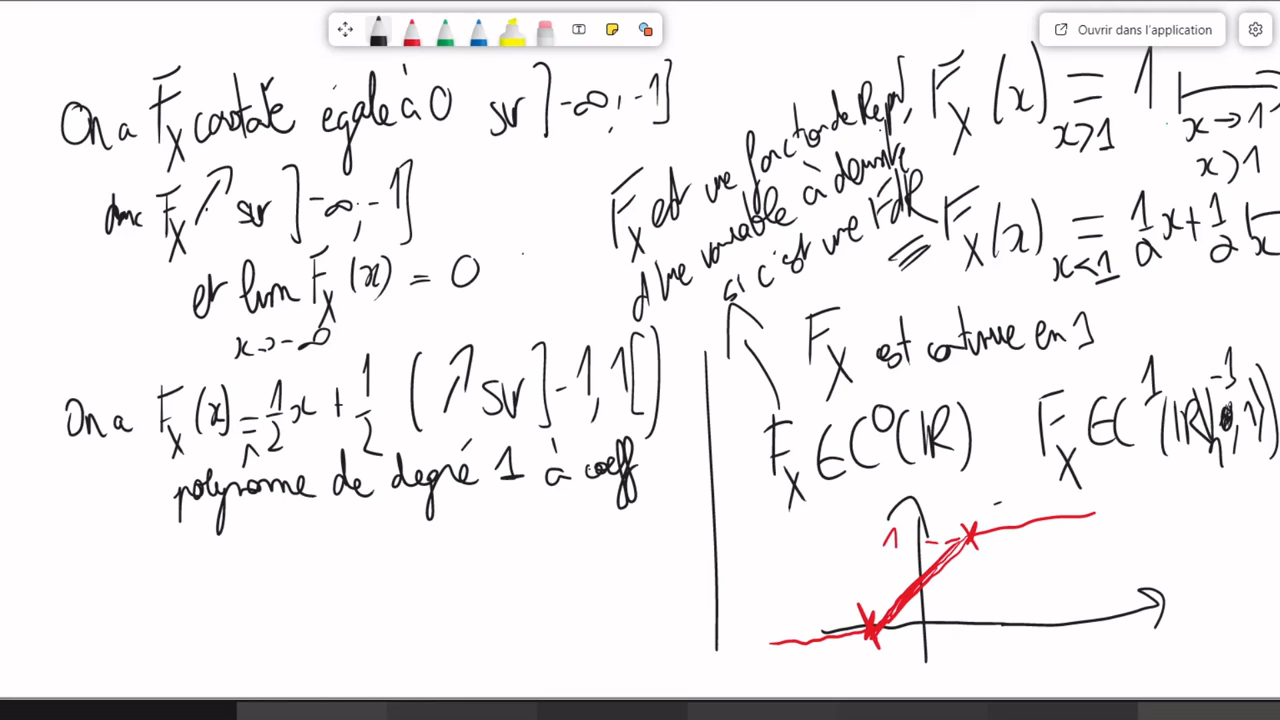 Ouvrir dans l'application
On a F_X constante égale à 0 sur ]-∞, -1]
donc F_X ↗ sur ]-∞, -1]
et lim F_X(x) = 0
x→-∞
On a F_X(x) = 1/2 x + 1/2 (↗ sur ]-1, 1[)
polynome de degré 1 à coeff
F_X est une fonction de Rep
d'une variable à densité
si c'est une FdR
F_X(x) = 1
x>1
x→1
x>1
F_X(x) = 1/2 x + 1/2
x<1
F_X est continue en 1
F_X ∈ C^0(ℝ)
F_X ∈ C^1(ℝ\{-1, 1})
1